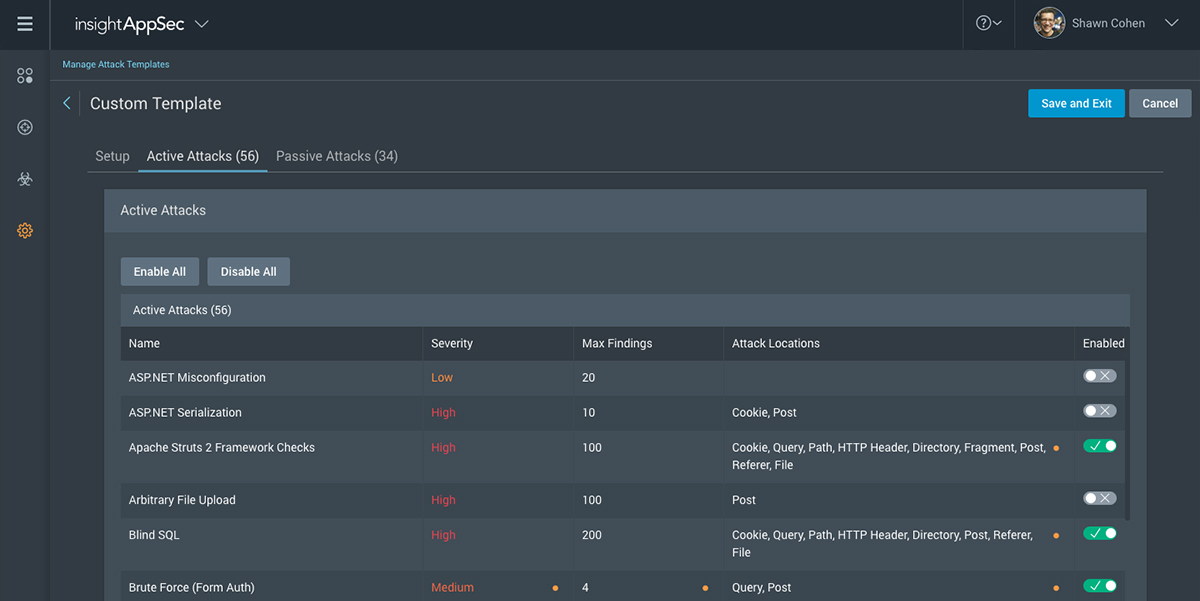 insightAppSec
Shawn Cohen
Manage Attack Templates
Custom Template
Save and Exit
Cancel
Setup
Active Attacks (56)
Passive Attacks (34)
Active Attacks
Enable All
Disable All
Active Attacks (56)
Name Severity Max Findings Attack Locations Enabled
ASP.NET Misconfiguration Low 20
ASP.NET Serialization High 10 Cookie, Post
Apache Struts 2 Framework Checks High 100 Cookie, Query, Path, HTTP Header, Directory, Fragment, Post,
Referer, File
Arbitrary File Upload High 100 Post
Blind SQL High 200 Cookie, Query, Path, HTTP Header, Directory, Post, Referer,
File
Brute Force (Form Auth) Medium 4 Query, Post